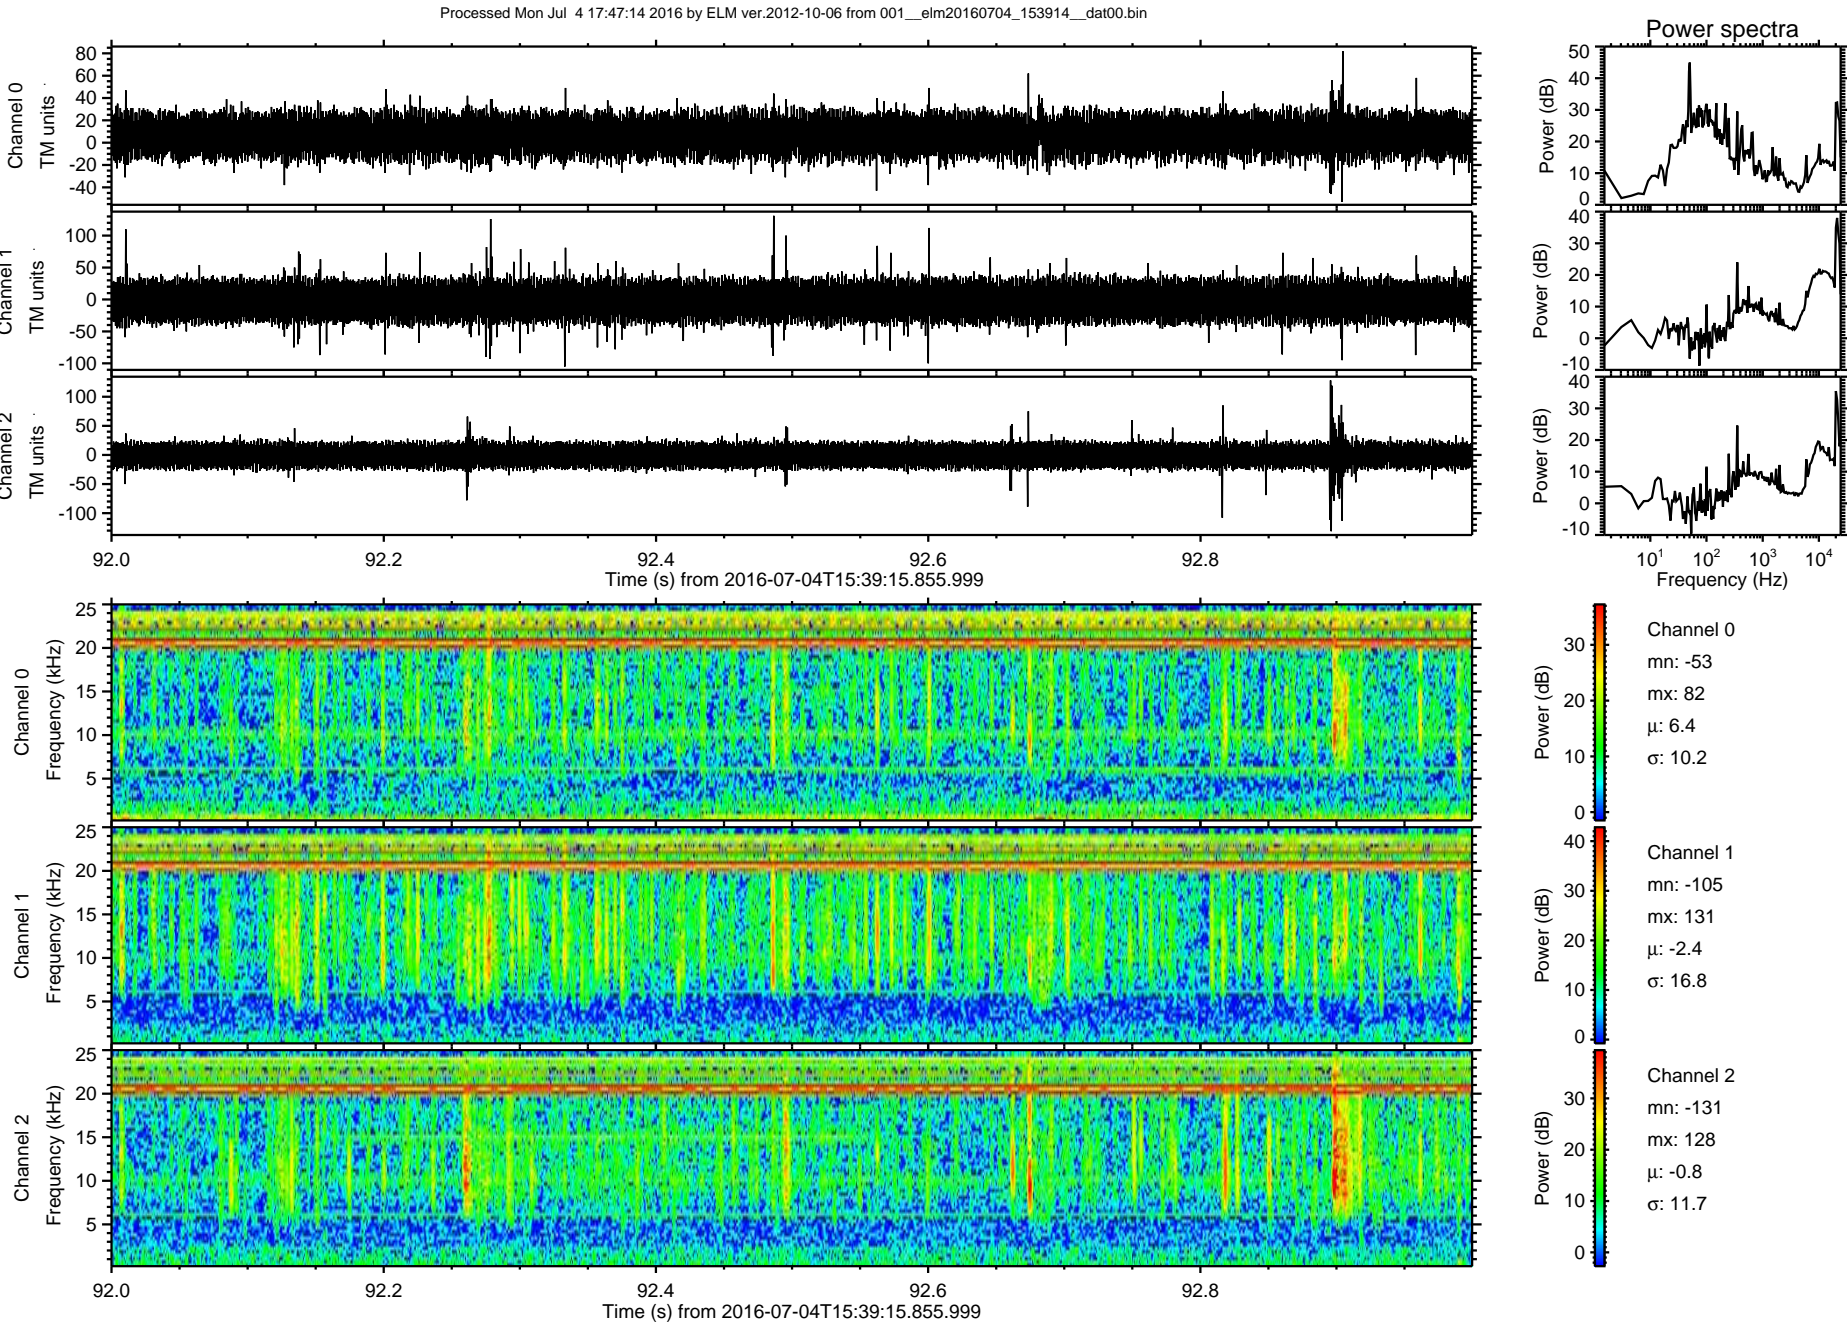 Processed Mon Jul  4 17:47:14 2016 by ELM ver.2012-10-06 from 001__elm20160704_153914__dat00.bin
Power spectra
Channel 0
TM units
80
60
40
20
0
-20
-40
Power (dB)
50
40
30
20
10
0
Channel 1
TM units
100
50
0
-50
-100
Power (dB)
40
30
20
10
0
-10
Channel 2
TM units
100
50
0
-50
-100
Power (dB)
40
30
20
10
0
-10
92.0 92.2 92.4 92.6 92.8
Time (s) from 2016-07-04T15:39:15.855.999
10^1 10^2 10^3 10^4
Frequency (Hz)
Channel 0
Frequency (kHz)
25
20
15
10
5
Power (dB)
30
20
10
0
Channel 0
mn: -53
mx: 82
μ: 6.4
σ: 10.2
Channel 1
Frequency (kHz)
25
20
15
10
5
Power (dB)
40
30
20
10
0
Channel 1
mn: -105
mx: 131
μ: -2.4
σ: 16.8
Channel 2
Frequency (kHz)
25
20
15
10
5
Power (dB)
30
20
10
0
Channel 2
mn: -131
mx: 128
μ: -0.8
σ: 11.7
92.0 92.2 92.4 92.6 92.8
Time (s) from 2016-07-04T15:39:15.855.999